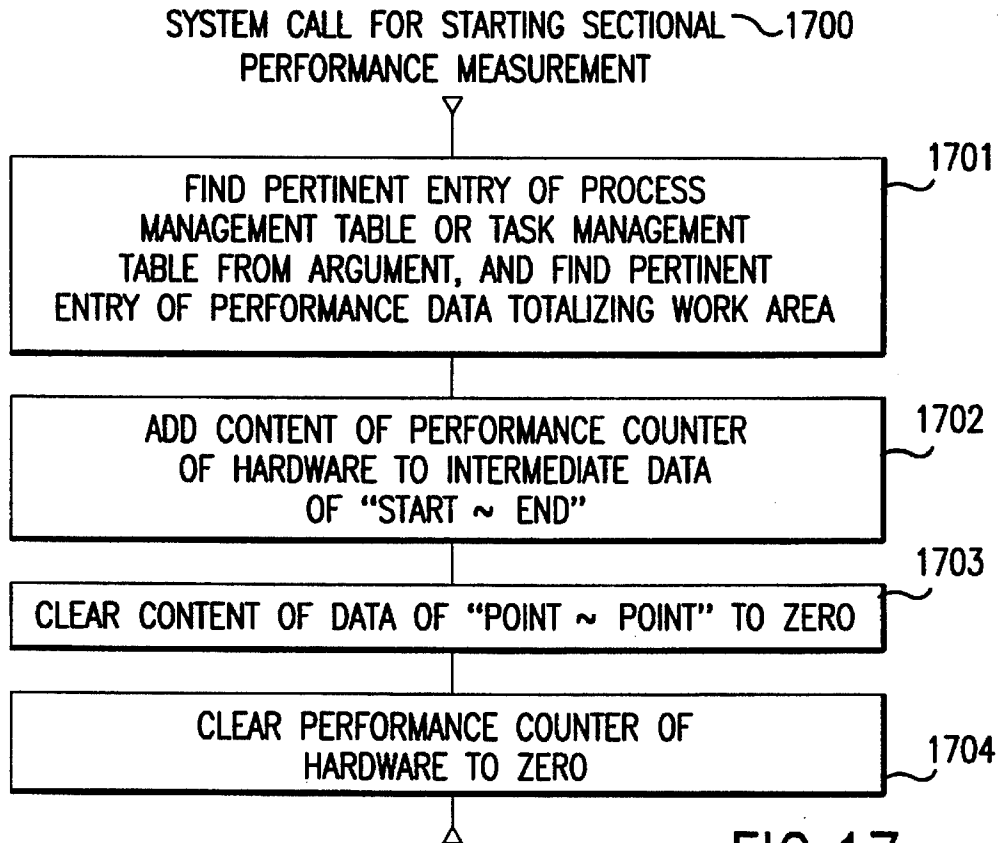 SYSTEM CALL FOR STARTING SECTIONAL 1700
PERFORMANCE MEASUREMENT
1701
FIND PERTINENT ENTRY OF PROCESS
MANAGEMENT TABLE OR TASK MANAGEMENT
TABLE FROM ARGUMENT, AND FIND PERTINENT
ENTRY OF PERFORMANCE DATA TOTALIZING WORK AREA
1702
ADD CONTENT OF PERFORMANCE COUNTER
OF HARDWARE TO INTERMEDIATE DATA
OF “START ~ END”
1703
CLEAR CONTENT OF DATA OF “POINT ~ POINT” TO ZERO
CLEAR PERFORMANCE COUNTER OF
HARDWARE TO ZERO
1704
FIG. 17